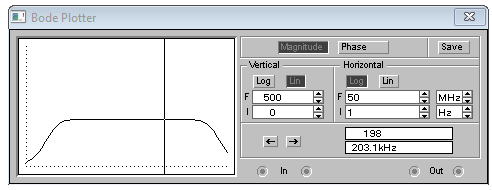 Bode Plotter
Magnitude Phase Save
Vertical Horizontal
Log Lin Log Lin
F 500 F 50 MHz
I 0 I 1 Hz
198
203.1kHz
In Out